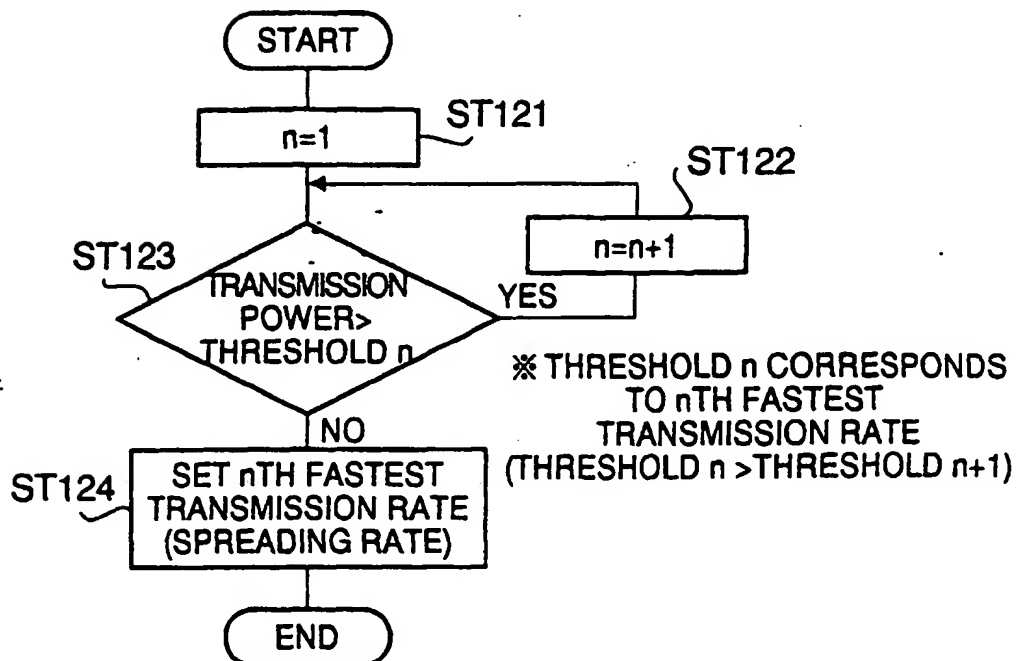 START
n=1
ST121
ST122
n=n+1
ST123
TRANSMISSION
POWER>
THRESHOLD n
YES
※ THRESHOLD n CORRESPONDS
TO nTH FASTEST
TRANSMISSION RATE
(THRESHOLD n >THRESHOLD n+1)
NO
ST124
SET nTH FASTEST
TRANSMISSION RATE
(SPREADING RATE)
END